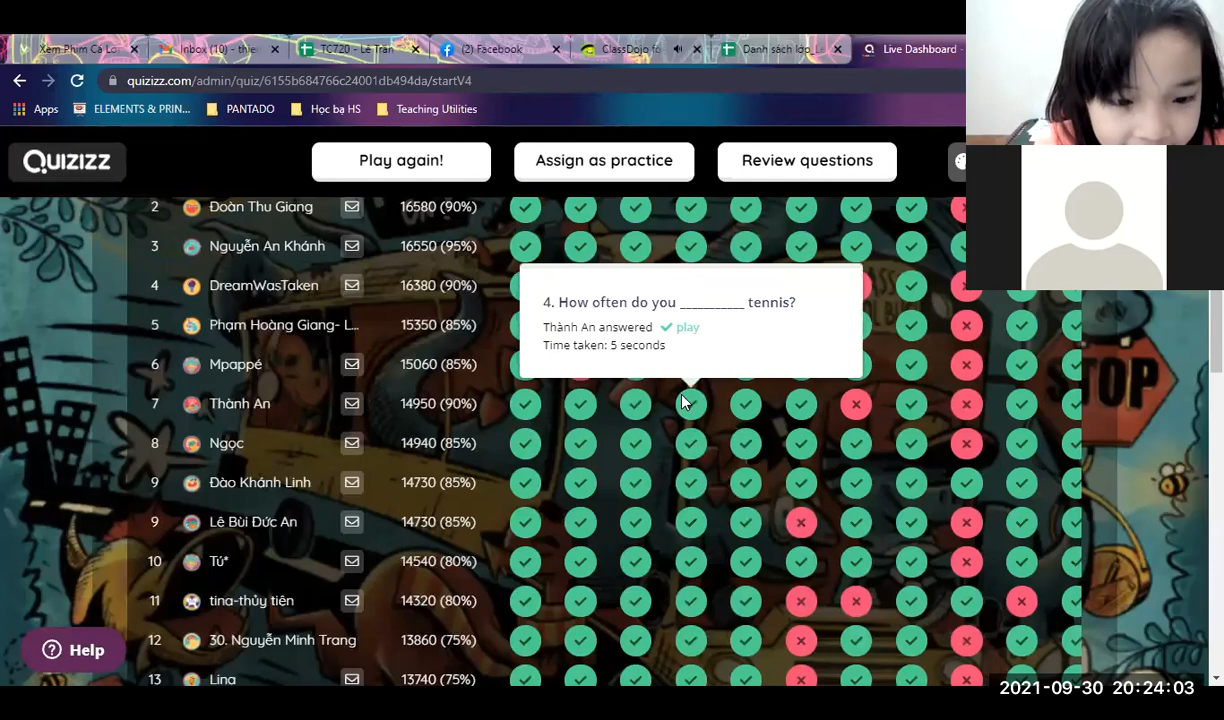 Xem Phim Cá Lo
Inbox (10) - thie
TC720 - Lê Trần
(2) Facebook
ClassDojo fo
Danh sách lớp_L
Live Dashboard
quizizz.com/admin/quiz/6155b684766c24001db494da/startV4
Apps
ELEMENTS & PRIN...
PANTADO
Học bạ HS
Teaching Utilities
Quizizz
Play again!
Assign as practice
Review questions
2 Đoàn Thu Giang 16580 (90%)
3 Nguyễn An Khánh 16550 (95%)
4 DreamWasTaken 16380 (90%)
4. How often do you __________ tennis?
Thành An answered play
Time taken: 5 seconds
5 Phạm Hoàng Giang- L... 15350 (85%)
6 Mpappé 15060 (85%)
7 Thành An 14950 (90%)
8 Ngọc 14940 (85%)
9 Đào Khánh Linh 14730 (85%)
9 Lê Bùi Đức An 14730 (85%)
10 Tú* 14540 (80%)
11 tina-thủy tiên 14320 (80%)
12 30. Nguyễn Minh Trang 13860 (75%)
13 Lina 13740 (75%)
STOP
Help
2021-09-30 20:24:03